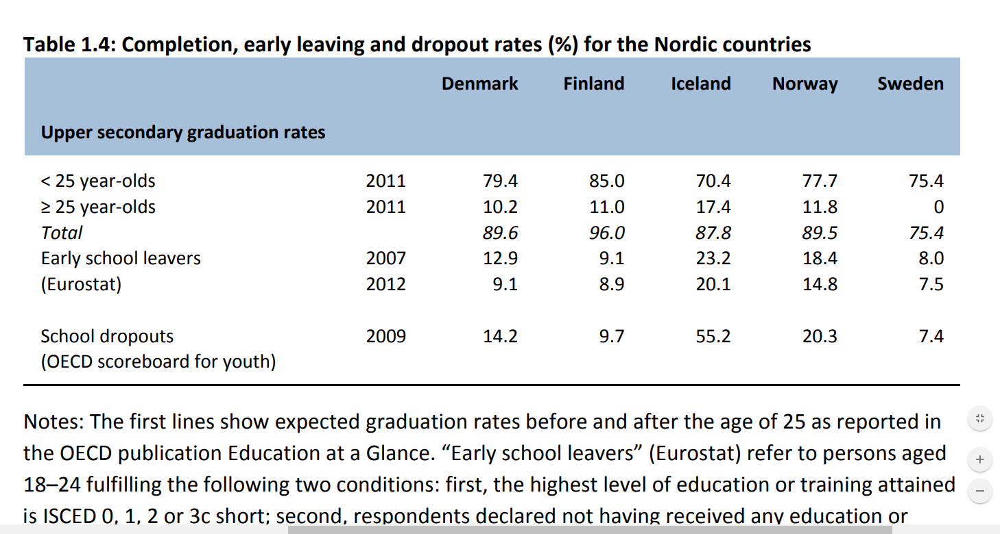 Table 1.4: Completion, early leaving and dropout rates (%) for the Nordic countries
Denmark Finland Iceland Norway Sweden
Upper secondary graduation rates
< 25 year-olds 2011 79.4 85.0 70.4 77.7 75.4
≥ 25 year-olds 2011 10.2 11.0 17.4 11.8 0
Total 89.6 96.0 87.8 89.5 75.4
Early school leavers 2007 12.9 9.1 23.2 18.4 8.0
(Eurostat) 2012 9.1 8.9 20.1 14.8 7.5
School dropouts 2009 14.2 9.7 55.2 20.3 7.4
(OECD scoreboard for youth)
Notes: The first lines show expected graduation rates before and after the age of 25 as reported in
the OECD publication Education at a Glance. “Early school leavers” (Eurostat) refer to persons aged
18–24 fulfilling the following two conditions: first, the highest level of education or training attained
is ISCED 0, 1, 2 or 3c short; second, respondents declared not having received any education or